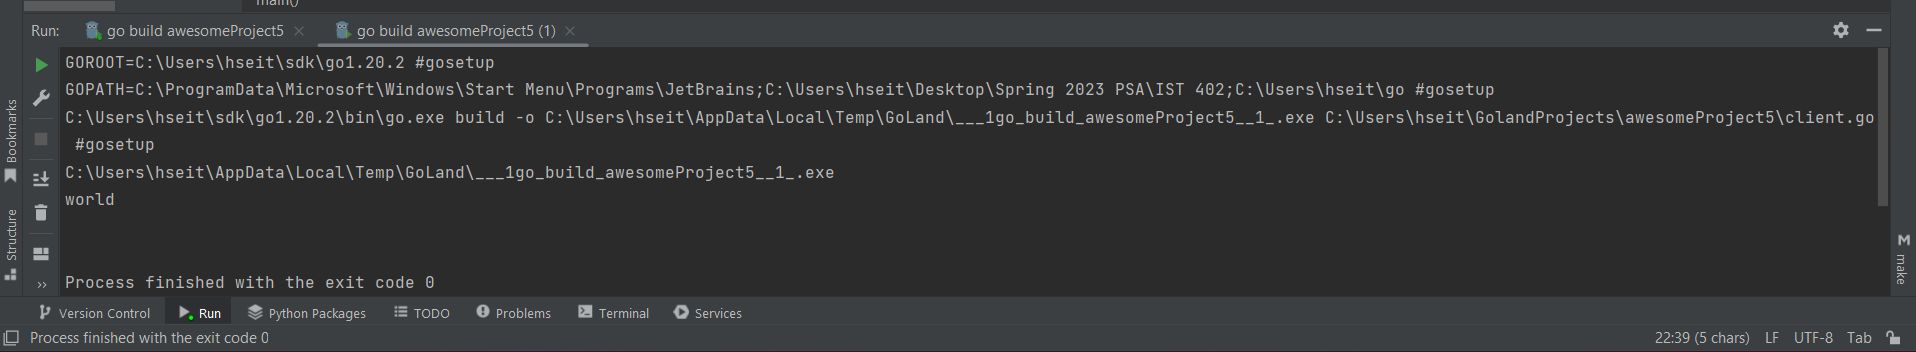 main()
Run:
go build awesomeProject5
go build awesomeProject5 (1)
GOROOT=C:\Users\hseit\sdk\go1.20.2 #gosetup
GOPATH=C:\ProgramData\Microsoft\Windows\Start Menu\Programs\JetBrains;C:\Users\hseit\Desktop\Spring 2023 PSA\IST 402;C:\Users\hseit\go #gosetup
C:\Users\hseit\sdk\go1.20.2\bin\go.exe build -o C:\Users\hseit\AppData\Local\Temp\GoLand\___1go_build_awesomeProject5__1_.exe C:\Users\hseit\GolandProjects\awesomeProject5\client.go
#gosetup
C:\Users\hseit\AppData\Local\Temp\GoLand\___1go_build_awesomeProject5__1_.exe
world
Process finished with the exit code 0
Bookmarks
Structure
make
Version Control
Run
Python Packages
TODO
Problems
Terminal
Services
Process finished with the exit code 0
22:39 (5 chars)
LF
UTF-8
Tab